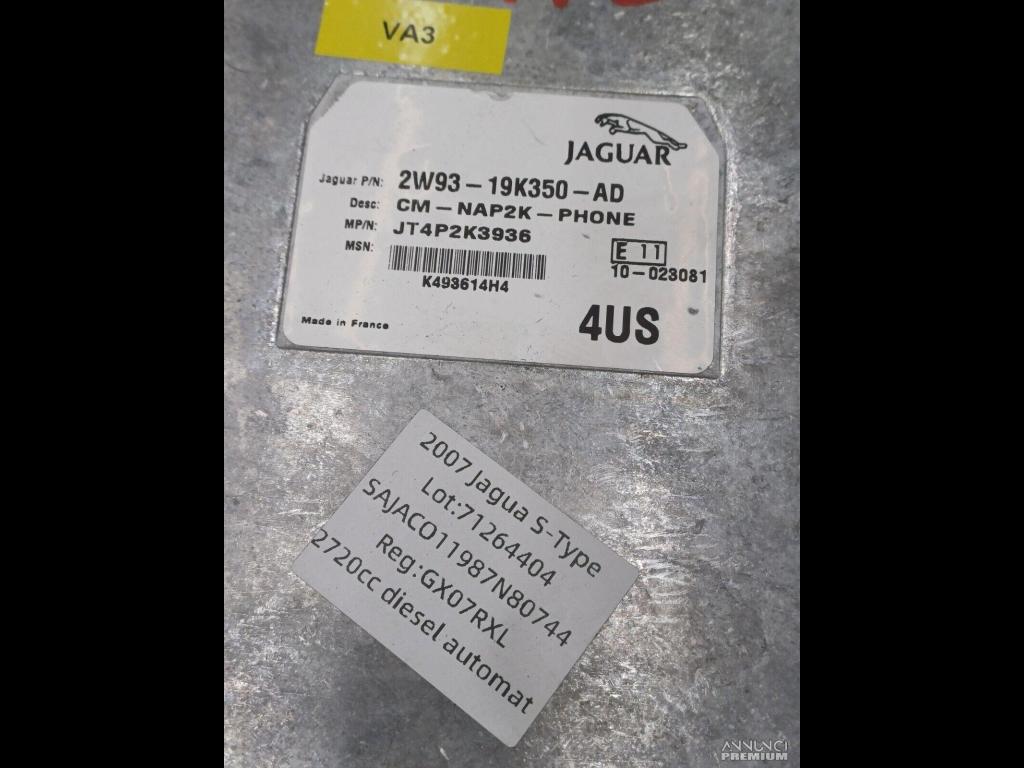 VA3
JAGUAR
Jaguar P/N: 2W93-19K350-AD
Desc: CM-NAP2K-PHONE
MP/N: JT4P2K3936
MSN:
K493614H4
E 11
10-023081
Made in France
4US
2007 Jagua S-Type
Lot:71264404
SAJACO11987N80744
Reg:GX07RXL
2720cc diesel automat
ANNUNCI
PREMIUM